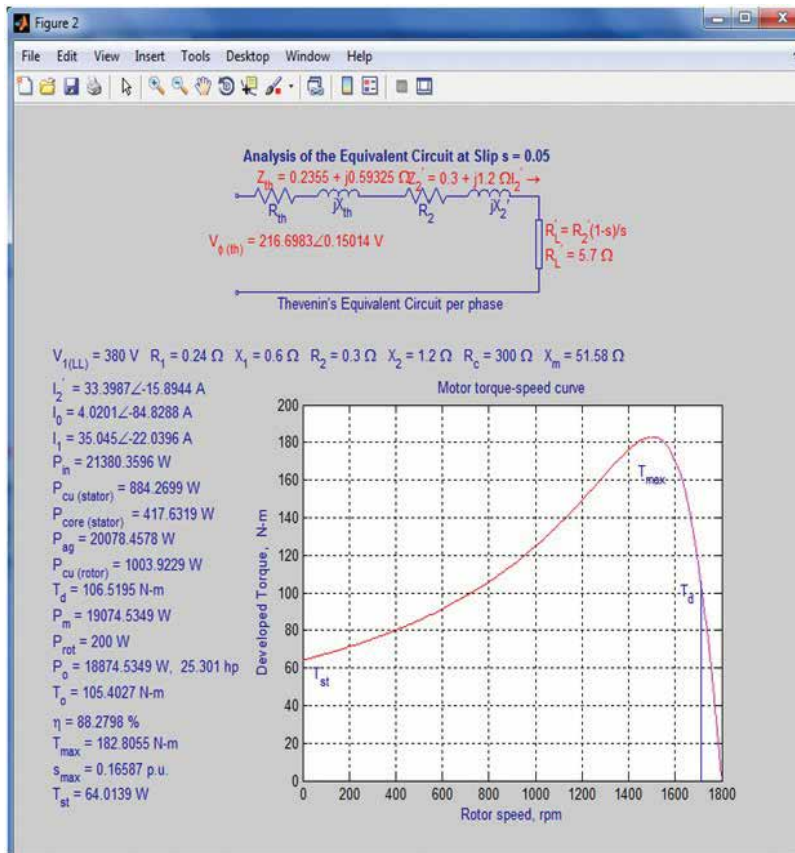 Figure 2
File Edit View Insert Tools Desktop Window Help
Analysis of the Equivalent Circuit at Slip s = 0.05
Z_th = 0.2355 + j0.59325 Ω Z_2' = 0.3 + j1.2 Ω I_2' →
R_th jX_th R_2' jX_2'
V_ϕ (th) = 216.6983∠0.15014 V
R_L' = R_2'(1-s)/s
R_L' = 5.7 Ω
Thevenin's Equivalent Circuit per phase
V_1(LL) = 380 V R_1 = 0.24 Ω X_1 = 0.6 Ω R_2 = 0.3 Ω X_2 = 1.2 Ω R_c = 300 Ω X_m = 51.58 Ω
I_2' = 33.3987∠-15.8944 A
I_0 = 4.0201∠-84.8288 A
I_1 = 35.045∠-22.0396 A
P_in = 21380.3596 W
P_cu (stator) = 884.2699 W
P_core (stator) = 417.6319 W
P_ag = 20078.4578 W
P_cu (rotor) = 1003.9229 W
T_d = 106.5195 N-m
P_m = 19074.5349 W
P_rot = 200 W
P_o = 18874.5349 W, 25.301 hp
T_o = 105.4027 N-m
η = 88.2798 %
T_max = 182.8055 N-m
s_max = 0.16587 p.u.
T_st = 64.0139 W
Motor torque-speed curve
Developed Torque, N-m
200
180
160
140
120
100
80
60
40
20
0
T_max
T_d
T_st
0 200 400 600 800 1000 1200 1400 1600 1800
Rotor speed, rpm